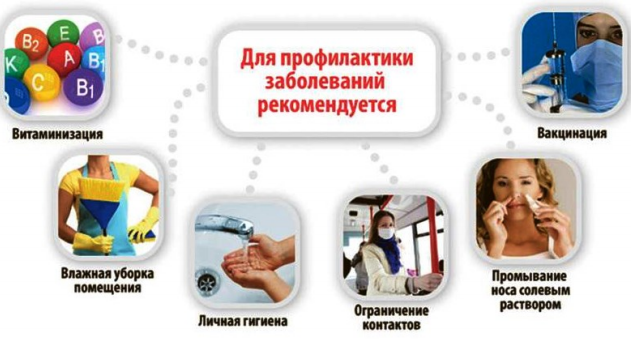 Для профилактики
заболеваний
рекомендуется
B2
E
B
K
A
B1
C
B1
Витаминизация
Вакцинация
Влажная уборка
помещения
Личная гигиена
Ограничение
контактов
Промывание
носа солевым
раствором